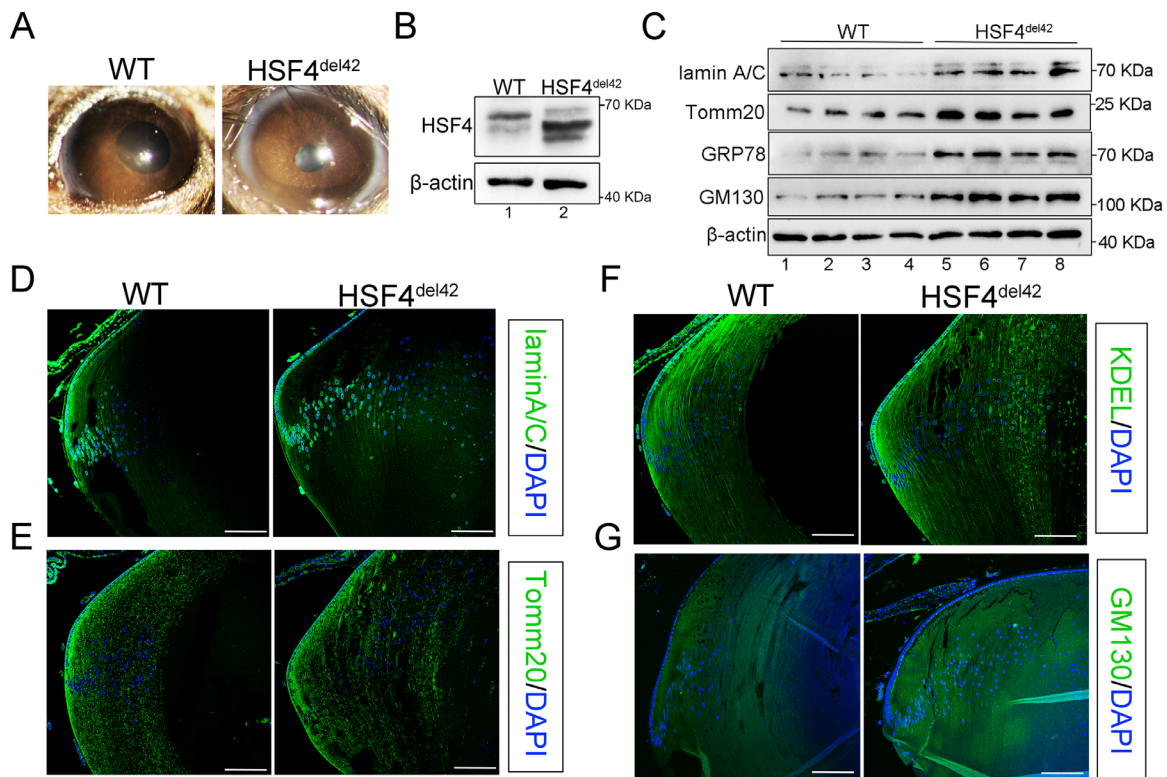 A
WT
HSF4del42
B
WT HSF4del42
70 KDa
HSF4
β-actin
40 KDa
1 2
C
WT HSF4del42
lamin A/C
70 KDa
Tomm20
25 KDa
GRP78
70 KDa
GM130
100 KDa
β-actin
40 KDa
1 2 3 4 5 6 7 8
D
WT
HSF4del42
laminA/C/DAPI
E
Tomm20/DAPI
F
WT
HSF4del42
KDEL/DAPI
G
GM130/DAPI